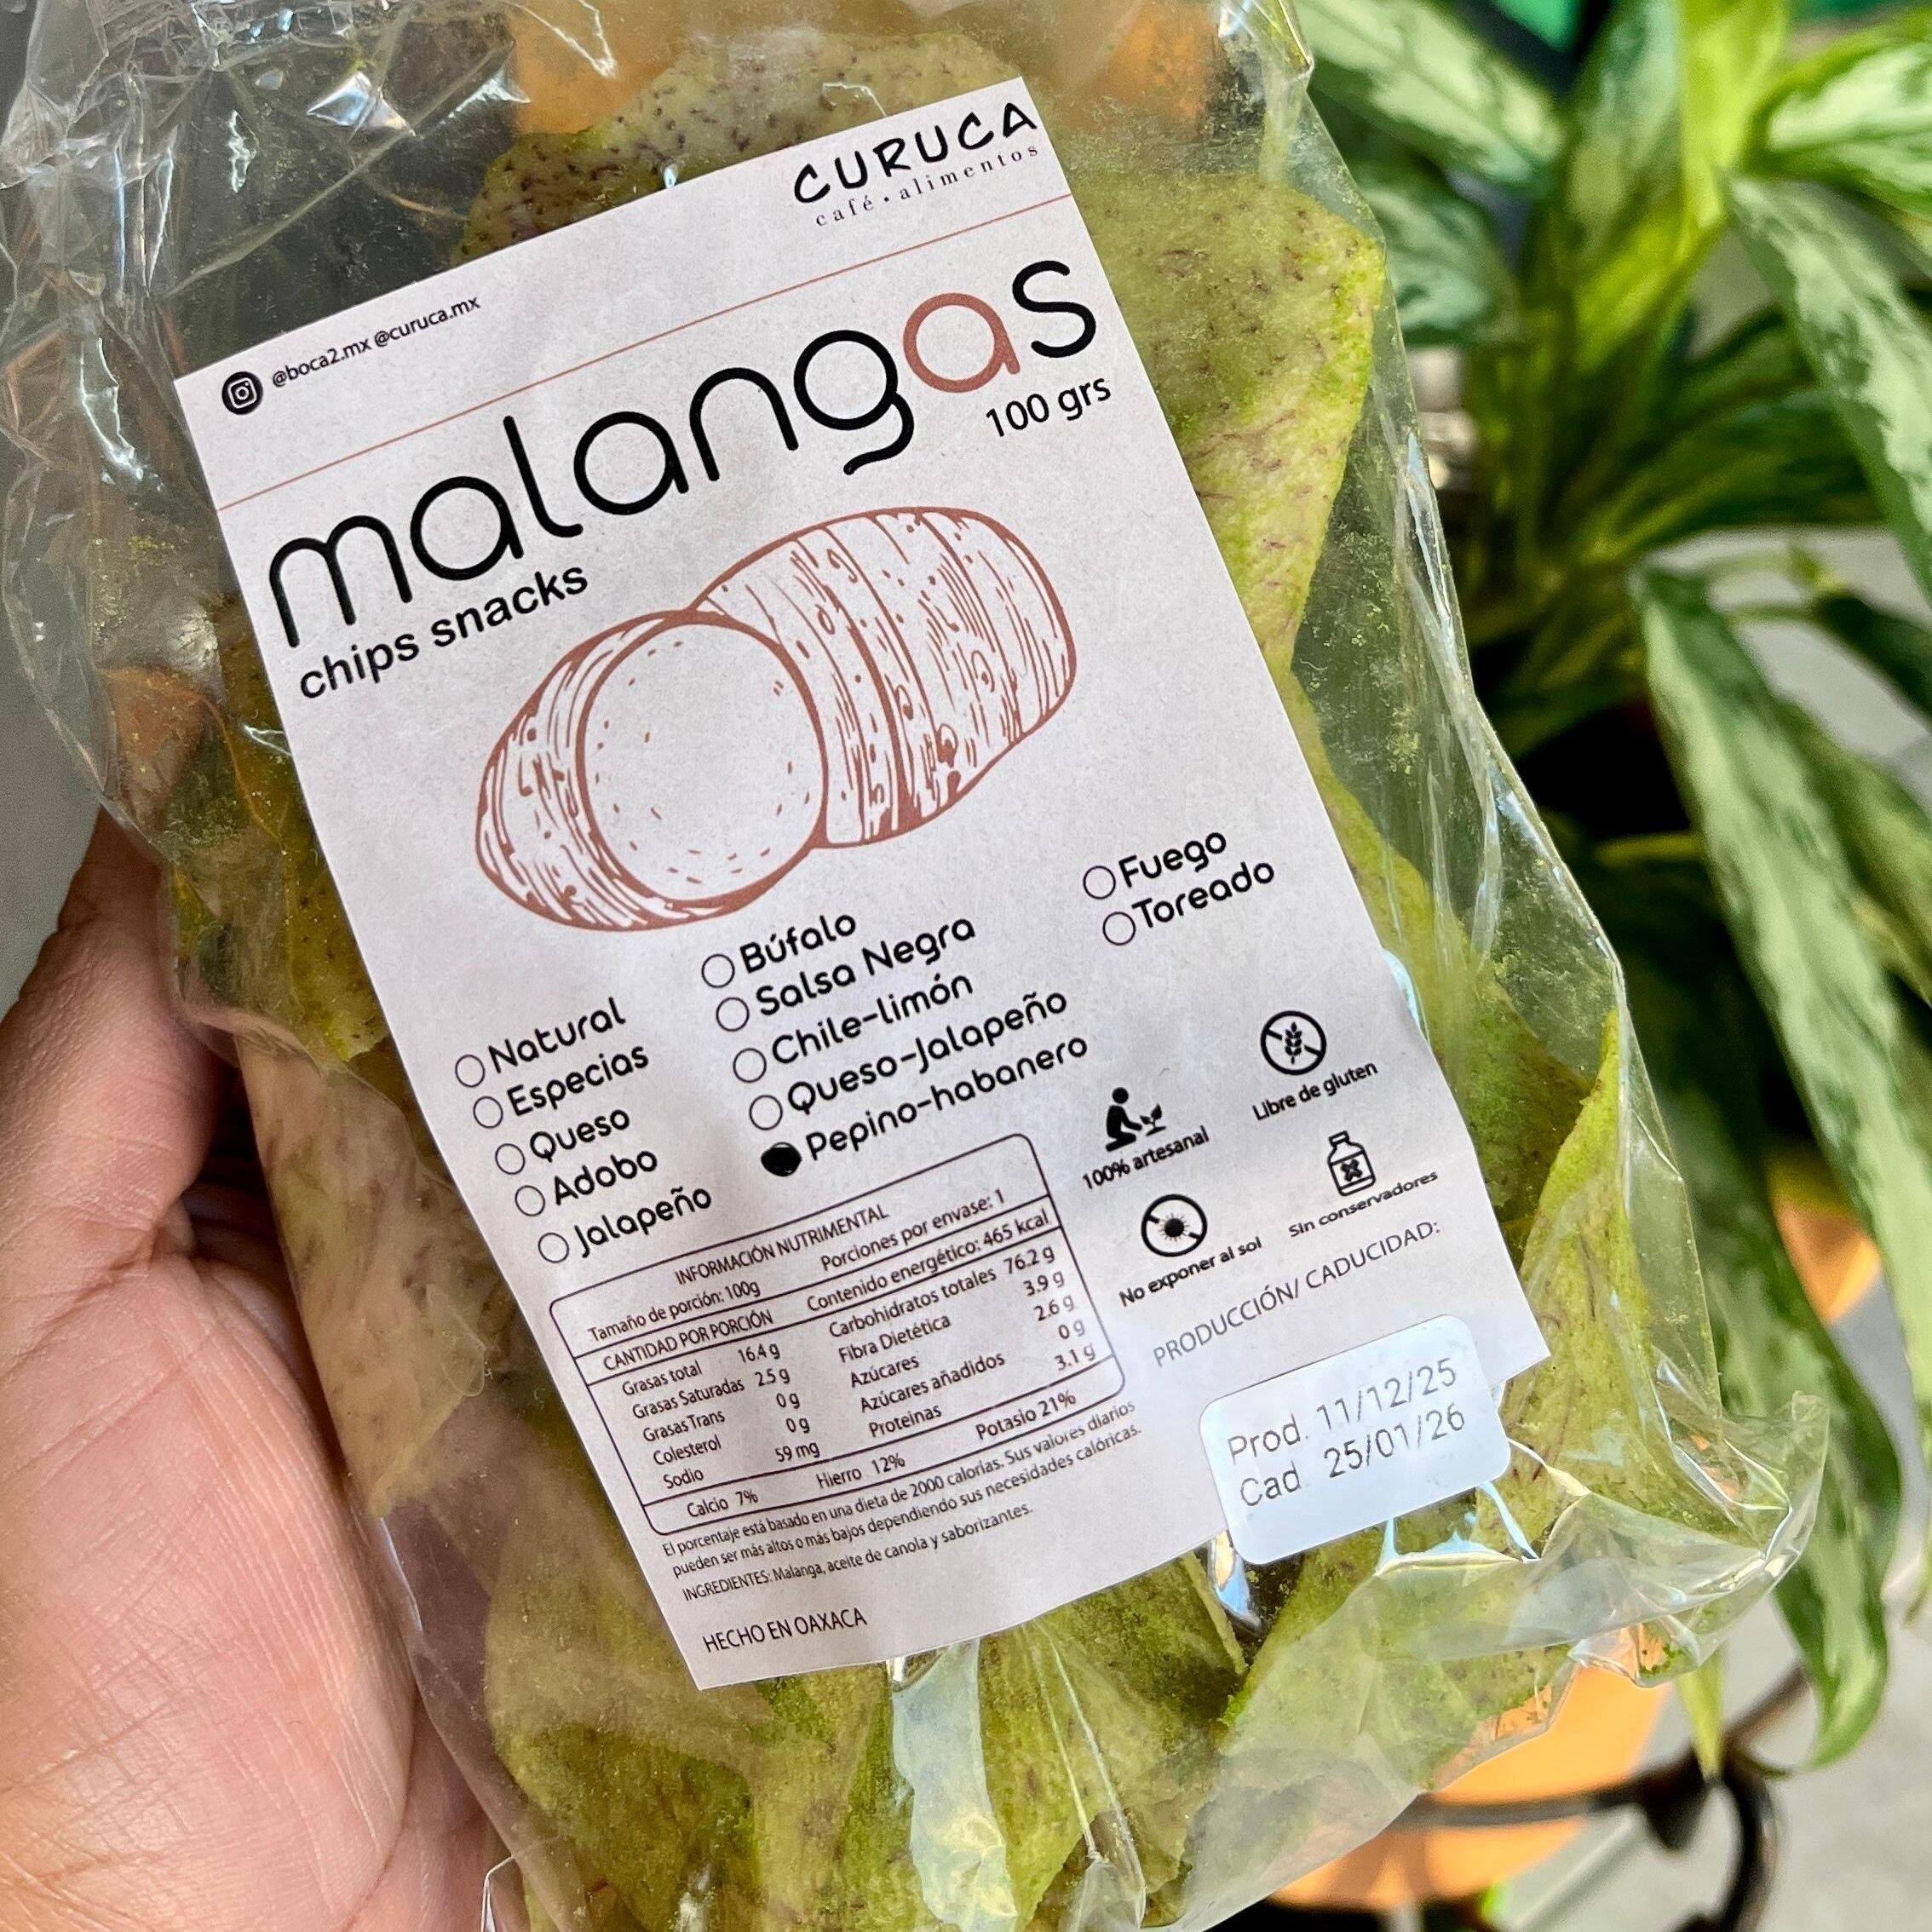 CURUCA
café • alimentos
@boca2.mx @curuca.mx
malangas
100 grs
chips snacks
Natural
Especias
Queso
Adobo
Jalapeño
Búfalo
Salsa Negra
Chile-limón
Queso-Jalapeño
Pepino-habanero
Fuego
Toreado
INFORMACIÓN NUTRIMENTAL
Tamaño de porción: 100g Porciones por envase: 1
CANTIDAD POR PORCIÓN Contenido energético: 465 kcal
Grasas total 16.4 g
Grasas Saturadas 2.5 g
Grasas Trans 0 g
Colesterol 0 g
Sodio 59 mg
Carbohidratos totales 76.2 g
Fibra Dietética 3.9 g
Azúcares 2.6 g
Azúcares añadidos 0 g
Proteinas 3.1 g
Calcio 7% Hierro 12% Potasio 21%
El porcentaje está basado en una dieta de 2000 calorias. Sus valores diarios
pueden ser más altos o más bajos dependiendo sus necesidades calóricas.
INGREDIENTES: Malanga, aceite de canola y saborizantes.
HECHO EN OAXACA
100% artesanal
Libre de gluten
No exponer al sol
Sin conservadores
PRODUCCIÓN/ CADUCIDAD:
Prod. 11/12/25
Cad 25/01/26